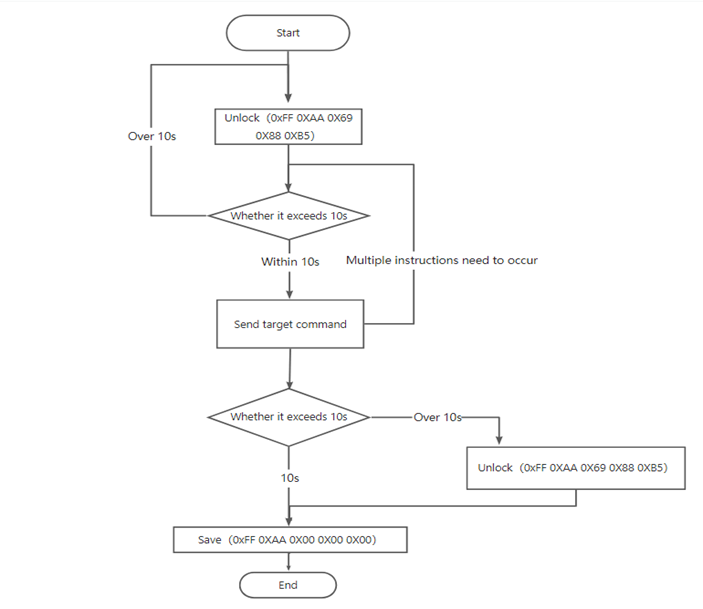 Start
Unlock（0xFF 0XAA 0X69
0X88 0XB5）
Over 10s
Whether it exceeds 10s
Within 10s
Multiple instructions need to occur
Send target command
Whether it exceeds 10s
Over 10s
Unlock（0xFF 0XAA 0X69 0X88 0XB5）
10s
Save（0xFF 0XAA 0X00 0X00 0X00）
End